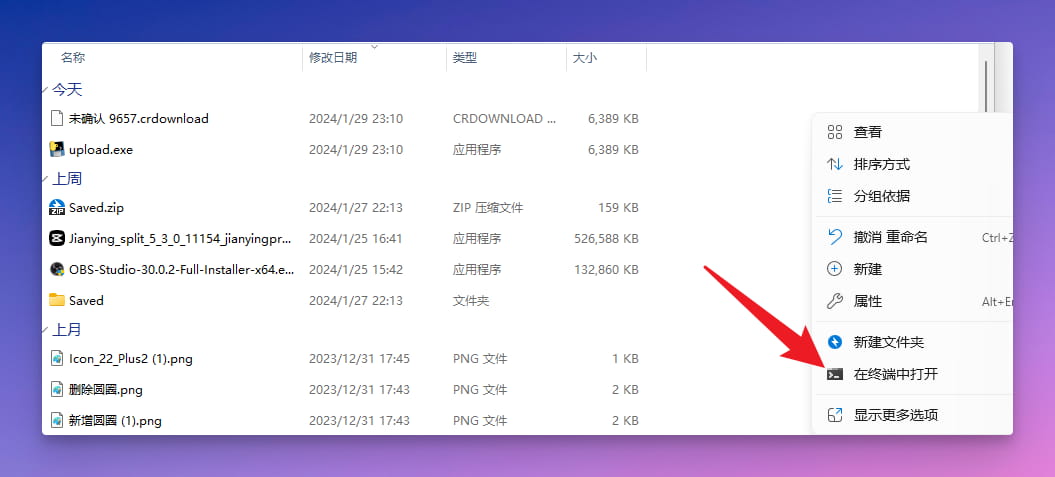 名称 修改日期 类型 大小
今天
未确认 9657.crdownload 2024/1/29 23:10 CRDOWNLOAD ... 6,389 KB
upload.exe 2024/1/29 23:10 应用程序 6,389 KB
上周
Saved.zip 2024/1/27 22:13 ZIP 压缩文件 159 KB
Jianying_split_5_3_0_11154_jianyingpr... 2024/1/25 16:41 应用程序 526,588 KB
OBS-Studio-30.0.2-Full-Installer-x64.e... 2024/1/25 15:42 应用程序 132,860 KB
Saved 2024/1/27 22:13 文件夹
上月
Icon_22_Plus2 (1).png 2023/12/31 17:45 PNG 文件 1 KB
删除圆圈.png 2023/12/31 17:43 PNG 文件 2 KB
新增圆圈 (1).png 2023/12/31 17:43 PNG 文件 2 KB
查看
排序方式
分组依据
撤消 重命名 Ctrl+Z
新建
属性 Alt+En
新建文件夹
在终端中打开
显示更多选项